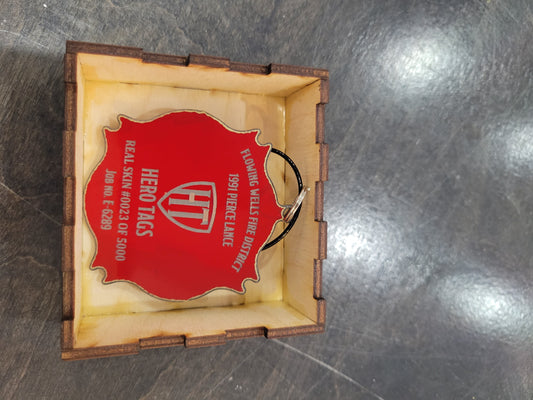 FLOWING WELLS FIRE DISTRICT
1991 PIERCE LANCE
HT
HERO TAGS
REAL SKIN #0023 OF 5000
JOB NO. E-6289